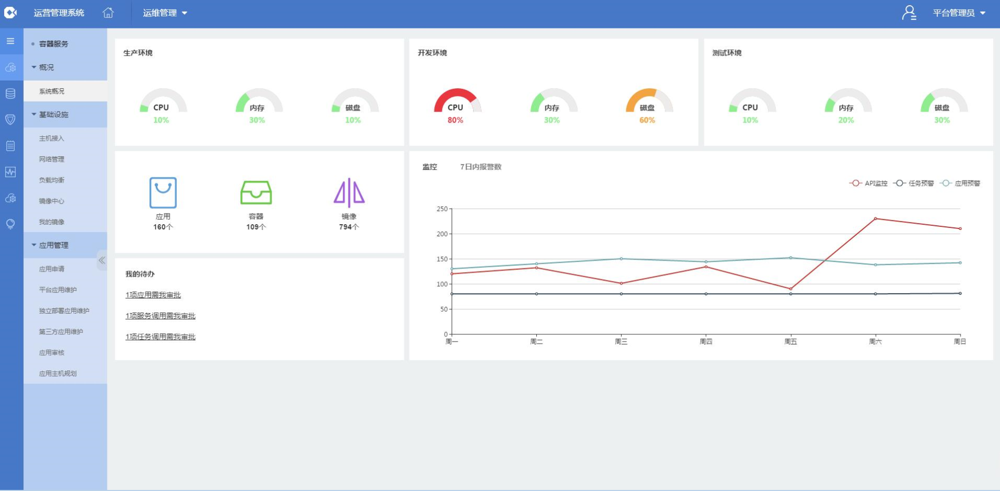 运营管理系统
运维管理
平台管理员
容器服务
概况
系统概况
基础设施
主机接入
网络管理
负载均衡
镜像中心
我的镜像
应用管理
应用申请
平台应用维护
独立部署应用维护
第三方应用维护
应用审核
应用主机规划
生产环境
CPU
10%
内存
30%
磁盘
10%
开发环境
CPU
80%
内存
30%
磁盘
60%
测试环境
CPU
10%
内存
20%
磁盘
30%
应用
160个
容器
109个
镜像
794个
我的待办
1项应用需我审批
1项服务调用需我审批
1项任务调用需我审批
监控 7日内报警数
API监控 任务预警 应用预警
250
200
150
100
50
0
周一 周二 周三 周四 周五 周六 周日